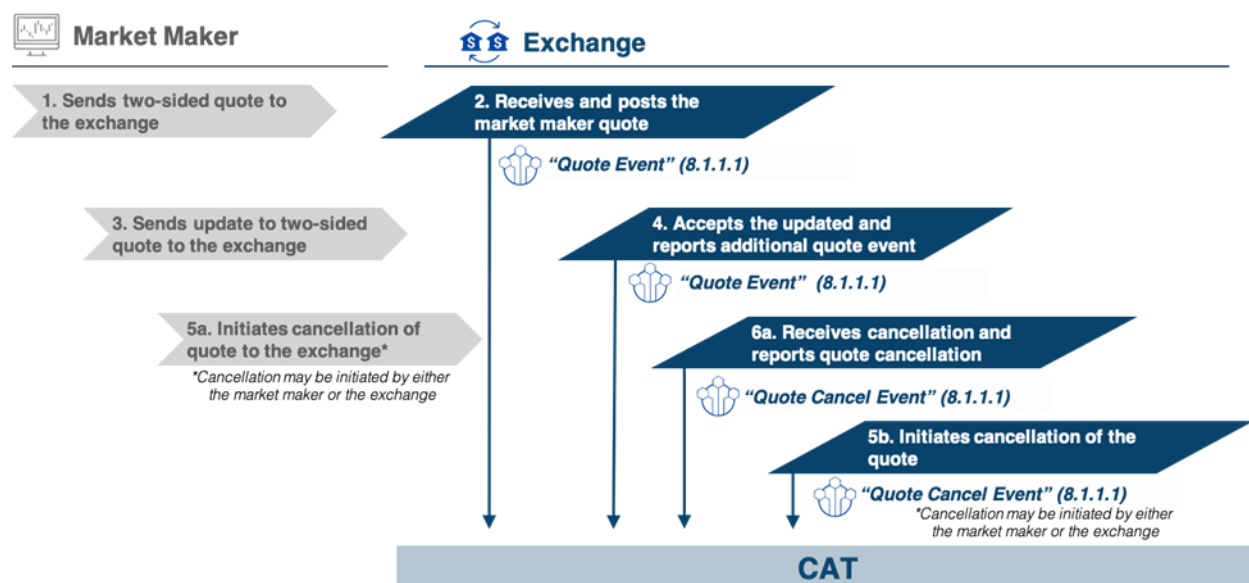 Market Maker
Exchange
1. Sends two-sided quote to
the exchange
2. Receives and posts the
market maker quote
“Quote Event” (8.1.1.1)
3. Sends update to two-sided
quote to the exchange
4. Accepts the updated and
reports additional quote event
“Quote Event” (8.1.1.1)
5a. Initiates cancellation of
quote to the exchange*
*Cancellation may be initiated by either
the market maker or the exchange
6a. Receives cancellation and
reports quote cancellation
“Quote Cancel Event” (8.1.1.1)
5b. Initiates cancellation of the
quote
“Quote Cancel Event” (8.1.1.1)
*Cancellation may be initiated by either
the market maker or the exchange
CAT